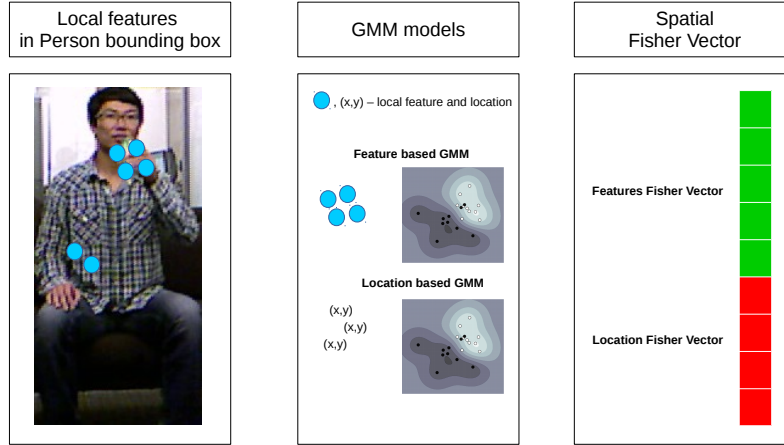 Local features
in Person bounding box
GMM models
Spatial
Fisher Vector
, (x,y) – local feature and location
Feature based GMM
Location based GMM
(x,y)
(x,y)
(x,y)
Features Fisher Vector
Location Fisher Vector